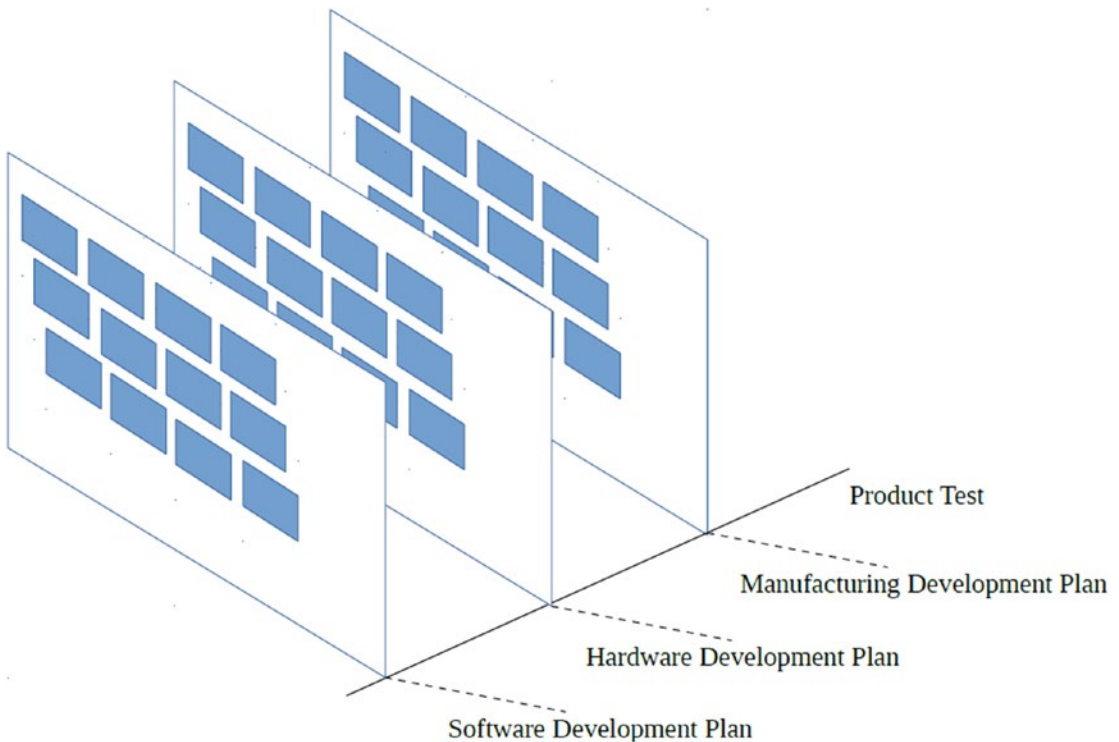 Product Test
Manufacturing Development Plan
Hardware Development Plan
Software Development Plan